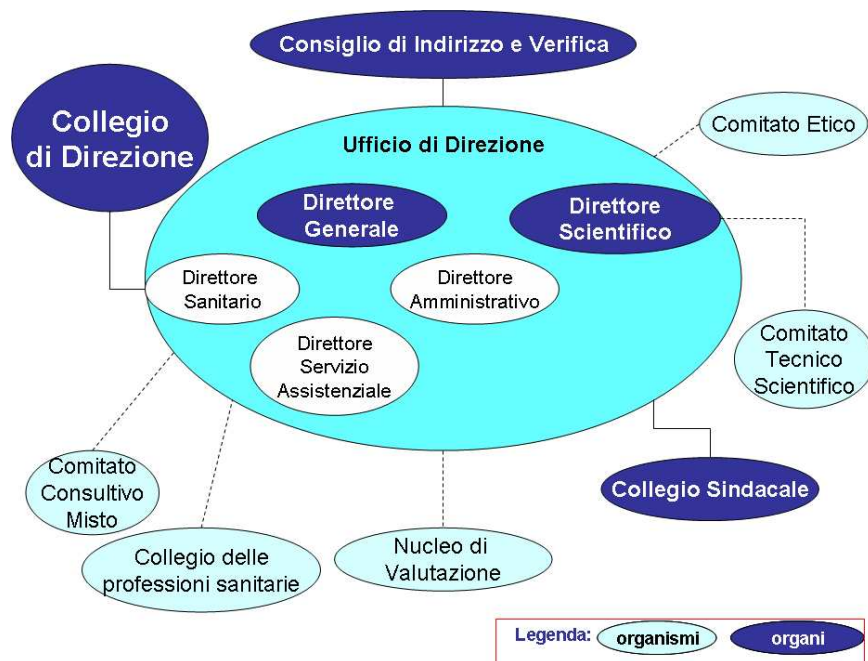 Consiglio di Indirizzo e Verifica
Collegio
di Direzione
Comitato Etico
Ufficio di Direzione
Direttore
Generale
Direttore
Scientifico
Direttore
Sanitario
Direttore
Amministrativo
Direttore
Servizio
Assistenziale
Comitato
Tecnico
Scientifico
Comitato
Consultivo
Misto
Collegio Sindacale
Collegio delle
professioni sanitarie
Nucleo di
Valutazione
Legenda: organismi organi